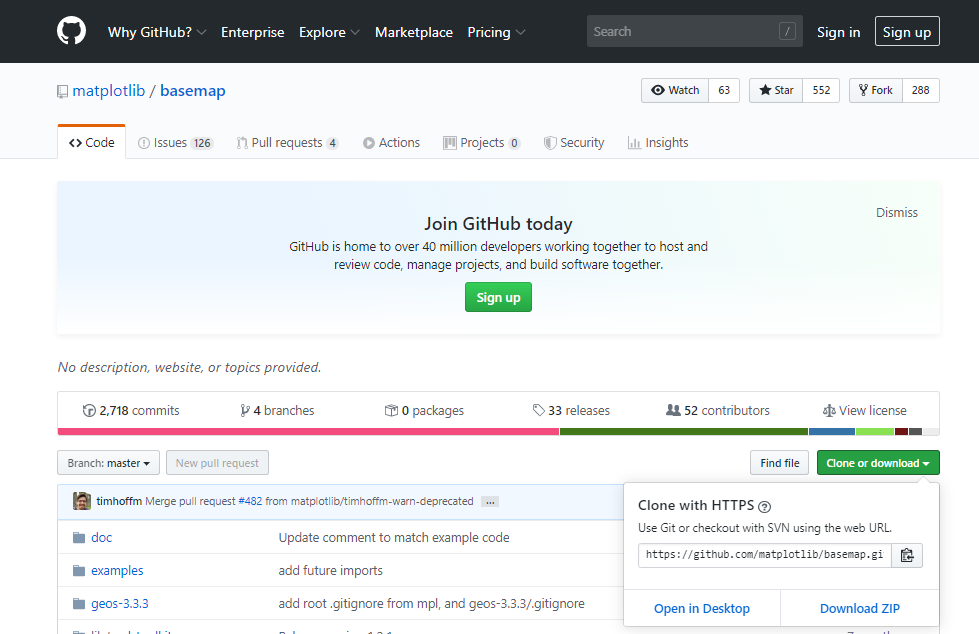 Why GitHub? Enterprise Explore Marketplace Pricing Search / Sign in Sign up
matplotlib / basemap Watch 63 Star 552 Fork 288
Code Issues 126 Pull requests 4 Actions Projects 0 Security Insights
Dismiss
Join GitHub today
GitHub is home to over 40 million developers working together to host and
review code, manage projects, and build software together.
Sign up
No description, website, or topics provided.
2,718 commits 4 branches 0 packages 33 releases 52 contributors View license
Branch: master New pull request Find file Clone or download
timhoffm Merge pull request #482 from matplotlib/timhoffm-warn-deprecated ...
doc Update comment to match example code
examples add future imports
geos-3.3.3 add root .gitignore from mpl, and geos-3.3.3/.gitignore
Clone with HTTPS
Use Git or checkout with SVN using the web URL.
https://github.com/matplotlib/basemap.gi
Open in Desktop Download ZIP